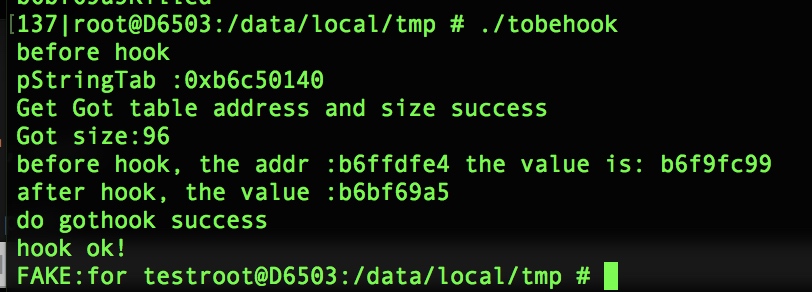 [137|root@D6503:/data/local/tmp # ./tobehook
before hook
pStringTab :0xb6c50140
Get Got table address and size success
Got size:96
before hook, the addr :b6ffdfe4 the value is: b6f9fc99
after hook, the value :b6bf69a5
do gothook success
hook ok!
FAKE:for testroot@D6503:/data/local/tmp #